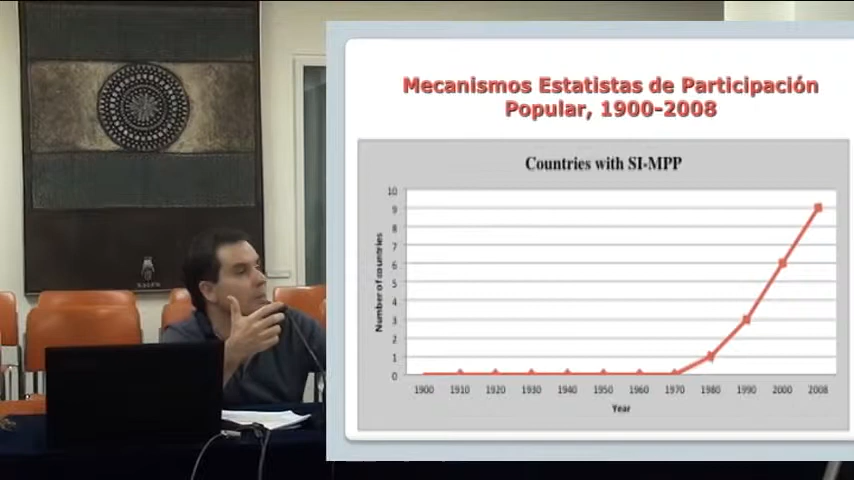 Mecanismos Estatistas de Participación
Popular, 1900-2008
Countries with SI-MPP
10
9
8
7
6
5
4
3
2
1
0
Number of countries
1900 1910 1920 1930 1940 1950 1960 1970 1980 1990 2000 2008
Year